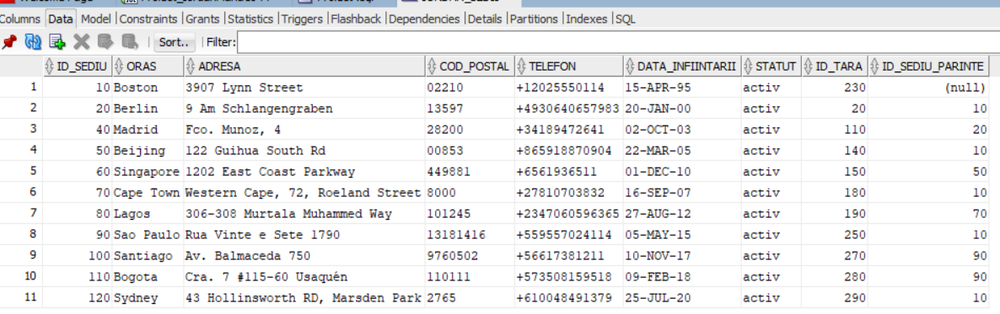 Columns Data Model Constraints Grants Statistics Triggers Flashback Dependencies Details Partitions Indexes SQL
Sort.. Filter:
ID_SEDIU ORAS ADRESA COD_POSTAL TELEFON DATA_INFIINTARII STATUT ID_TARA ID_SEDIU_PARINTE
1 10 Boston 3907 Lynn Street 02210 +12025550114 15-APR-95 activ 230 (null)
2 20 Berlin 9 Am Schlangengraben 13597 +4930640657983 20-JAN-00 activ 20 10
3 40 Madrid Fco. Munoz, 4 28200 +34189472641 02-OCT-03 activ 110 20
4 50 Beijing 122 Guihua South Rd 00853 +865918870904 22-MAR-05 activ 140 10
5 60 Singapore 1202 East Coast Parkway 449881 +6561936511 01-DEC-10 activ 150 50
6 70 Cape Town Western Cape, 72, Roeland Street 8000 +27810703832 16-SEP-07 activ 180 10
7 80 Lagos 306-308 Murtala Muhammed Way 101245 +2347060596365 27-AUG-12 activ 190 70
8 90 Sao Paulo Rua Vinte e Sete 1790 13181416 +559557024114 05-MAY-15 activ 250 10
9 100 Santiago Av. Balmaceda 750 9760502 +56617381211 10-NOV-17 activ 270 90
10 110 Bogota Cra. 7 #115-60 Usaquén 110111 +573508159518 09-FEB-18 activ 280 90
11 120 Sydney 43 Hollinsworth RD, Marsden Park 2765 +610048491379 25-JUL-20 activ 290 10